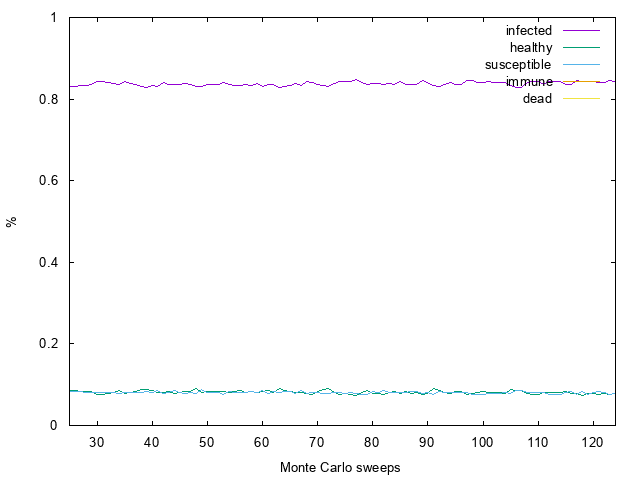 1
0.8
0.6
0.4
0.2
0
%
infected
healthy
susceptible
immune
dead
30 40 50 60 70 80 90 100 110 120
Monte Carlo sweeps